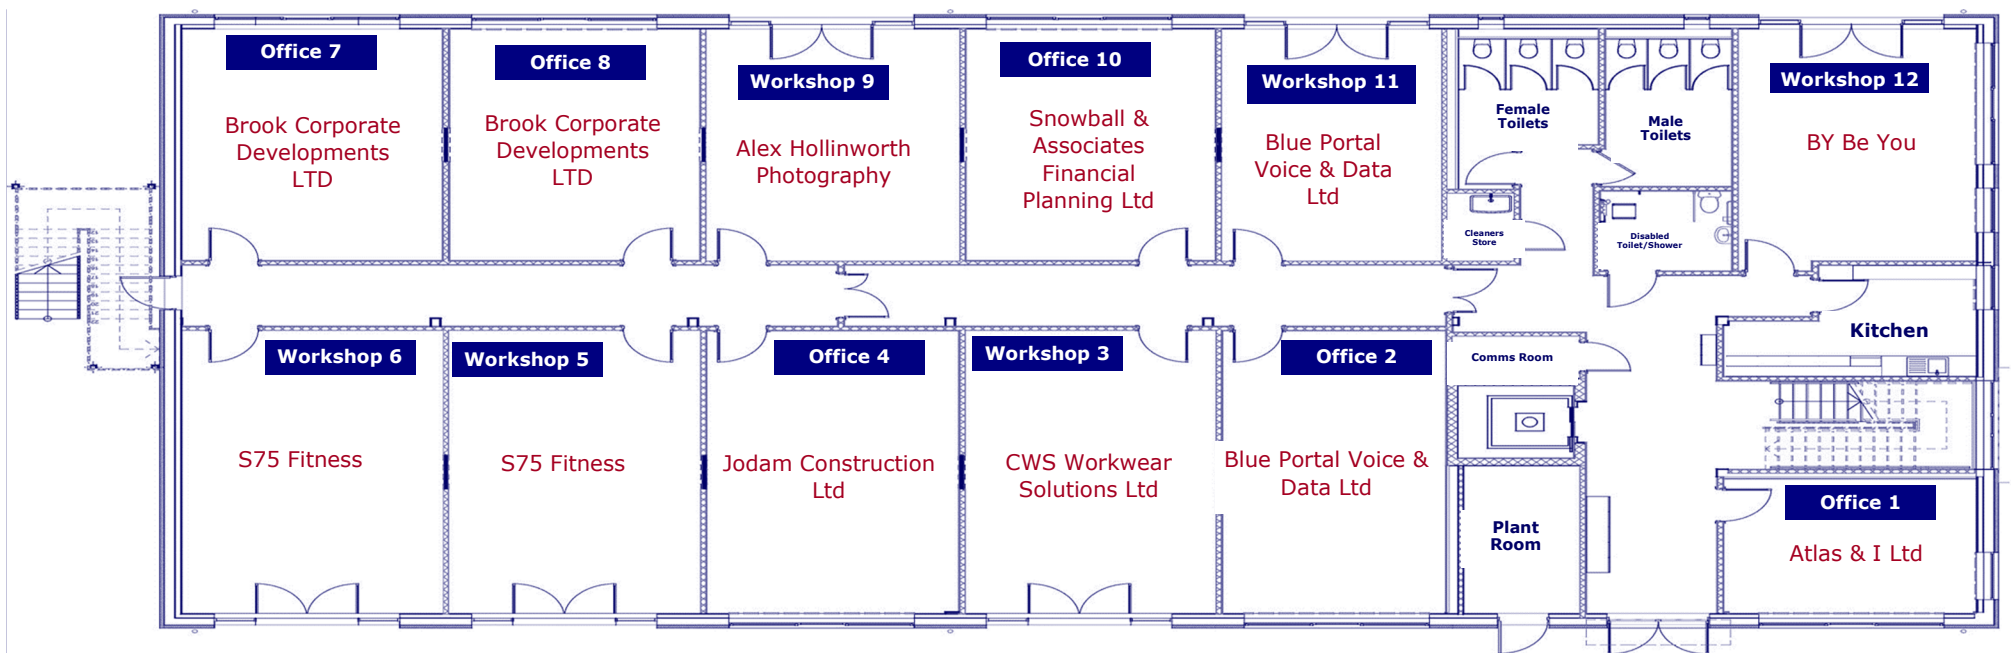 Office 7
Brook Corporate
Developments
LTD
Office 8
Brook Corporate
Developments
LTD
Workshop 9
Alex Hollinworth
Photography
Office 10
Snowball &
Associates
Financial
Planning Ltd
Workshop 11
Blue Portal
Voice & Data
Ltd
Female
Toilets
Male
Toilets
Workshop 12
BY Be You
Cleaners
Store
Disabled
Toilet/Shower
Workshop 6
S75 Fitness
Workshop 5
S75 Fitness
Office 4
Jodam Construction
Ltd
Workshop 3
CWS Workwear
Solutions Ltd
Office 2
Blue Portal Voice &
Data Ltd
Comms Room
Kitchen
Plant
Room
Office 1
Atlas & I Ltd